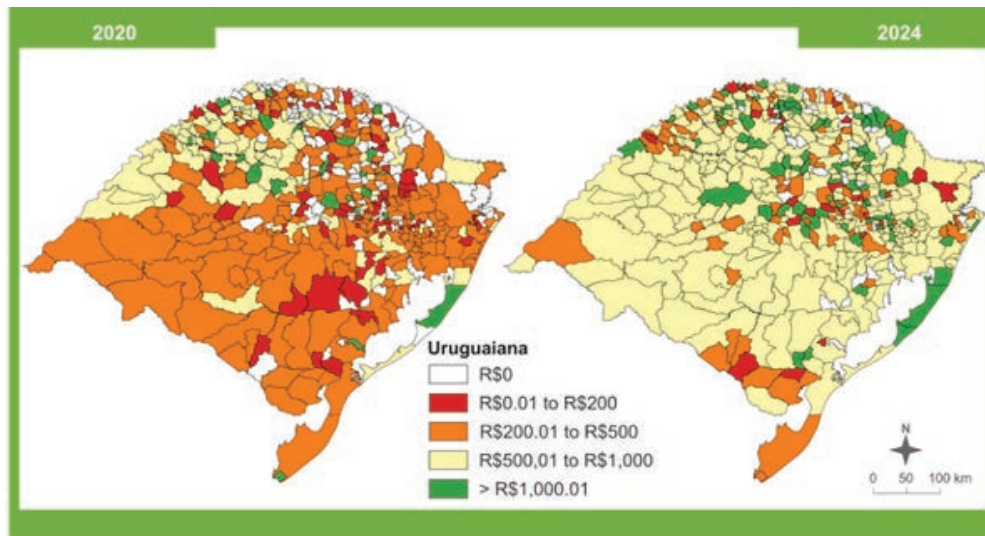 2020
2024
Uruguaiana
R$0
R$0.01 to R$200
R$200.01 to R$500
R$500,01 to R$1,000
> R$1,000.01
N
0 50 100 km